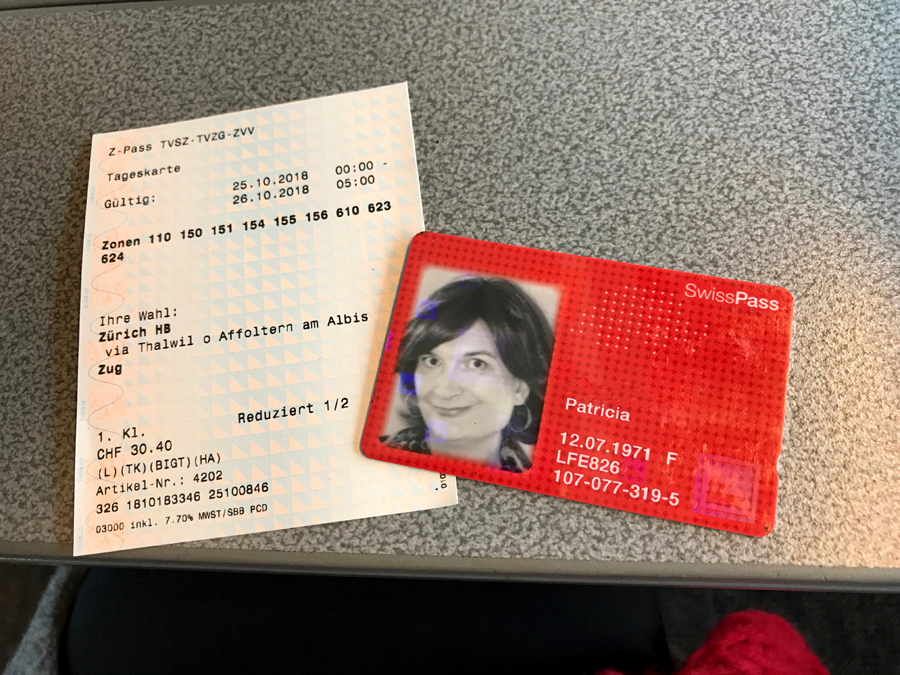 Z-Pass TVSZ-TVZG-ZVV
Tageskarte
Gültig: 25.10.2018 00:00 -
26.10.2018 05:00
Zonen 110 150 151 154 155 156 610 623
624
Ihre Wahl:
Zürich HB
via Thalwil o Affoltern am Albis
Zug
Reduziert 1/2
1. Kl.
CHF 30.40
(L)(TK)(BIGT)(HA)
Artikel-Nr.: 4202
326 1810183346 25100846
03000 inkl. 7.70% MWST/SBB PCD
SwissPass
Patricia
12.07.1971 F
LFE826
107-077-319-5